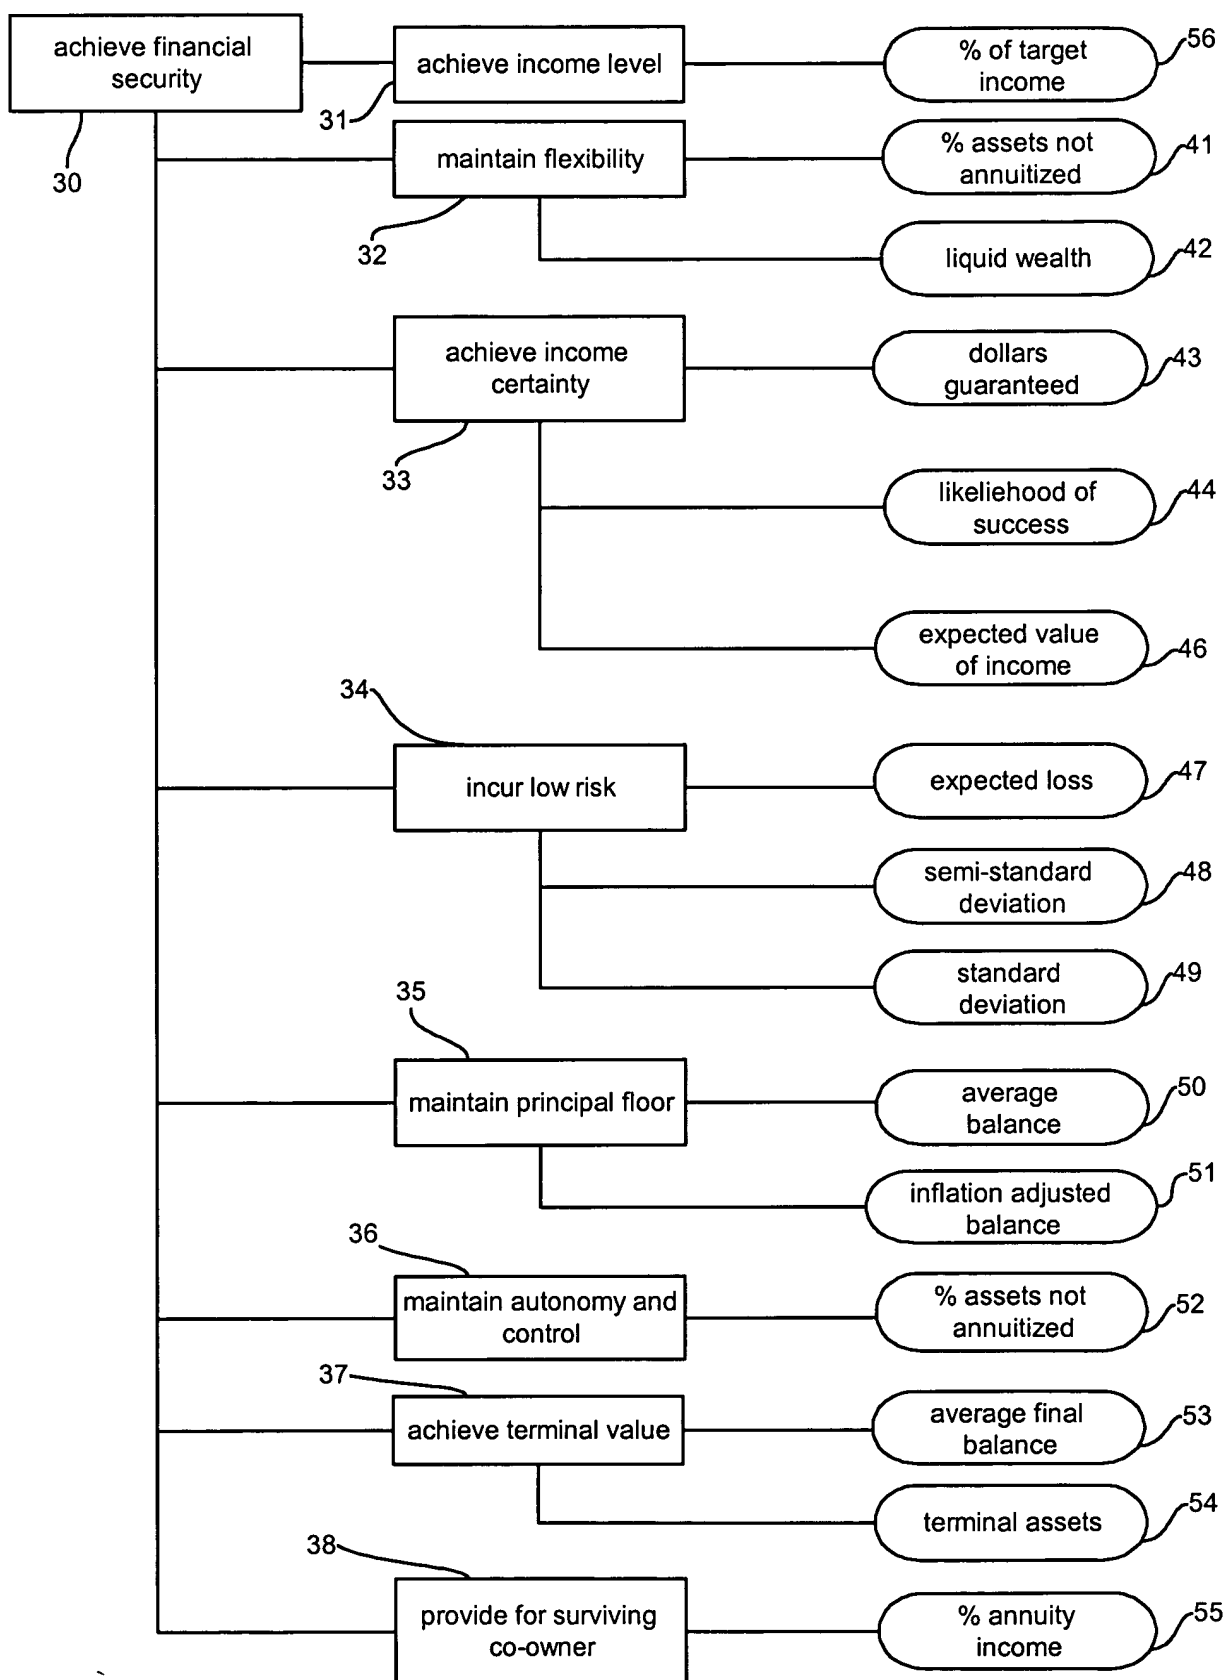 achieve financial
security
30
achieve income level
31
% of target
income
56
maintain flexibility
32
% assets not
annuitized
41
liquid wealth
42
achieve income
certainty
33
dollars
guaranteed
43
likeliehood of
success
44
expected value
of income
46
34
incur low risk
expected loss
47
semi-standard
deviation
48
standard
deviation
49
35
maintain principal floor
average
balance
50
inflation adjusted
balance
51
36
maintain autonomy and
control
% assets not
annuitized
52
37
achieve terminal value
average final
balance
53
terminal assets
54
38
provide for surviving
co-owner
% annuity
income
55